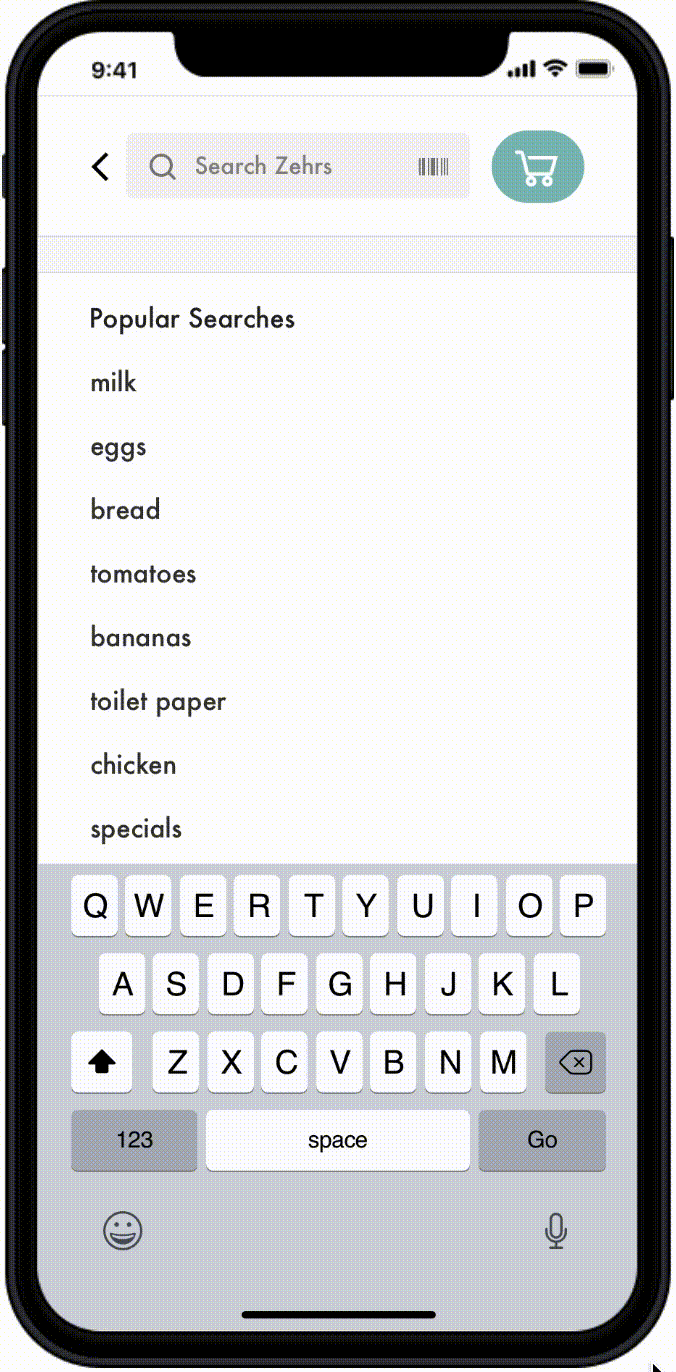 9:41
Search Zehrs
Popular Searches
milk
eggs
bread
tomatoes
bananas
toilet paper
chicken
specials
Q W E R T Y U I O P
A S D F G H J K L
Z X C V B N M
123 space Go